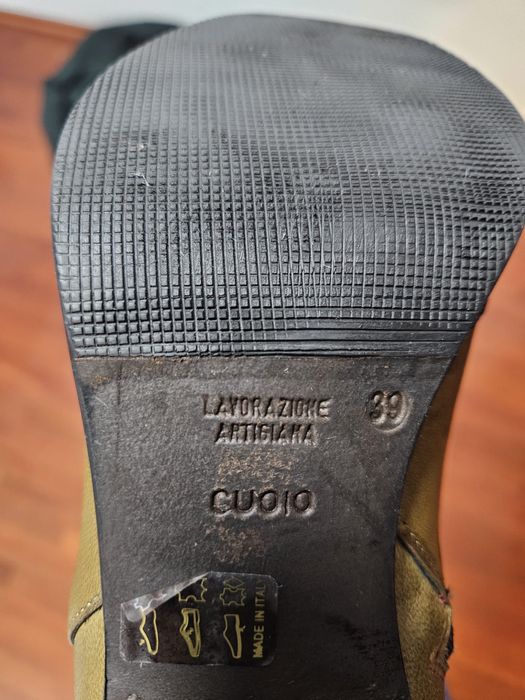 LAVORAZIONE
ARTIGIANA
39
CUOIO
MADE IN ITALY